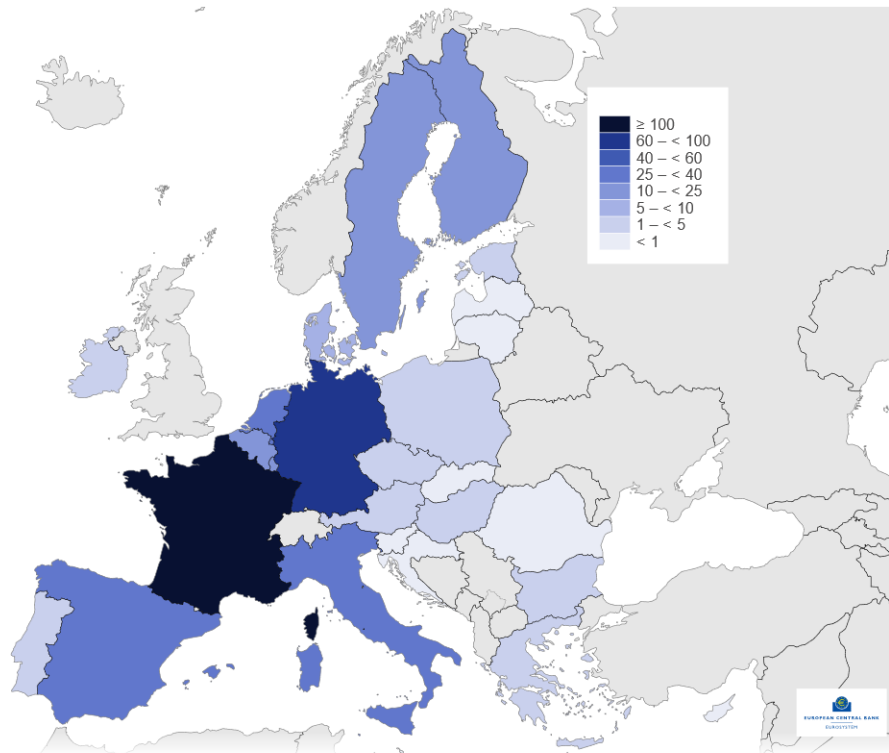 ≥ 100
60 – < 100
40 – < 60
25 – < 40
10 – < 25
5 – < 10
1 – < 5
< 1
EUROPEAN CENTRAL BANK
EUROSYSTEM